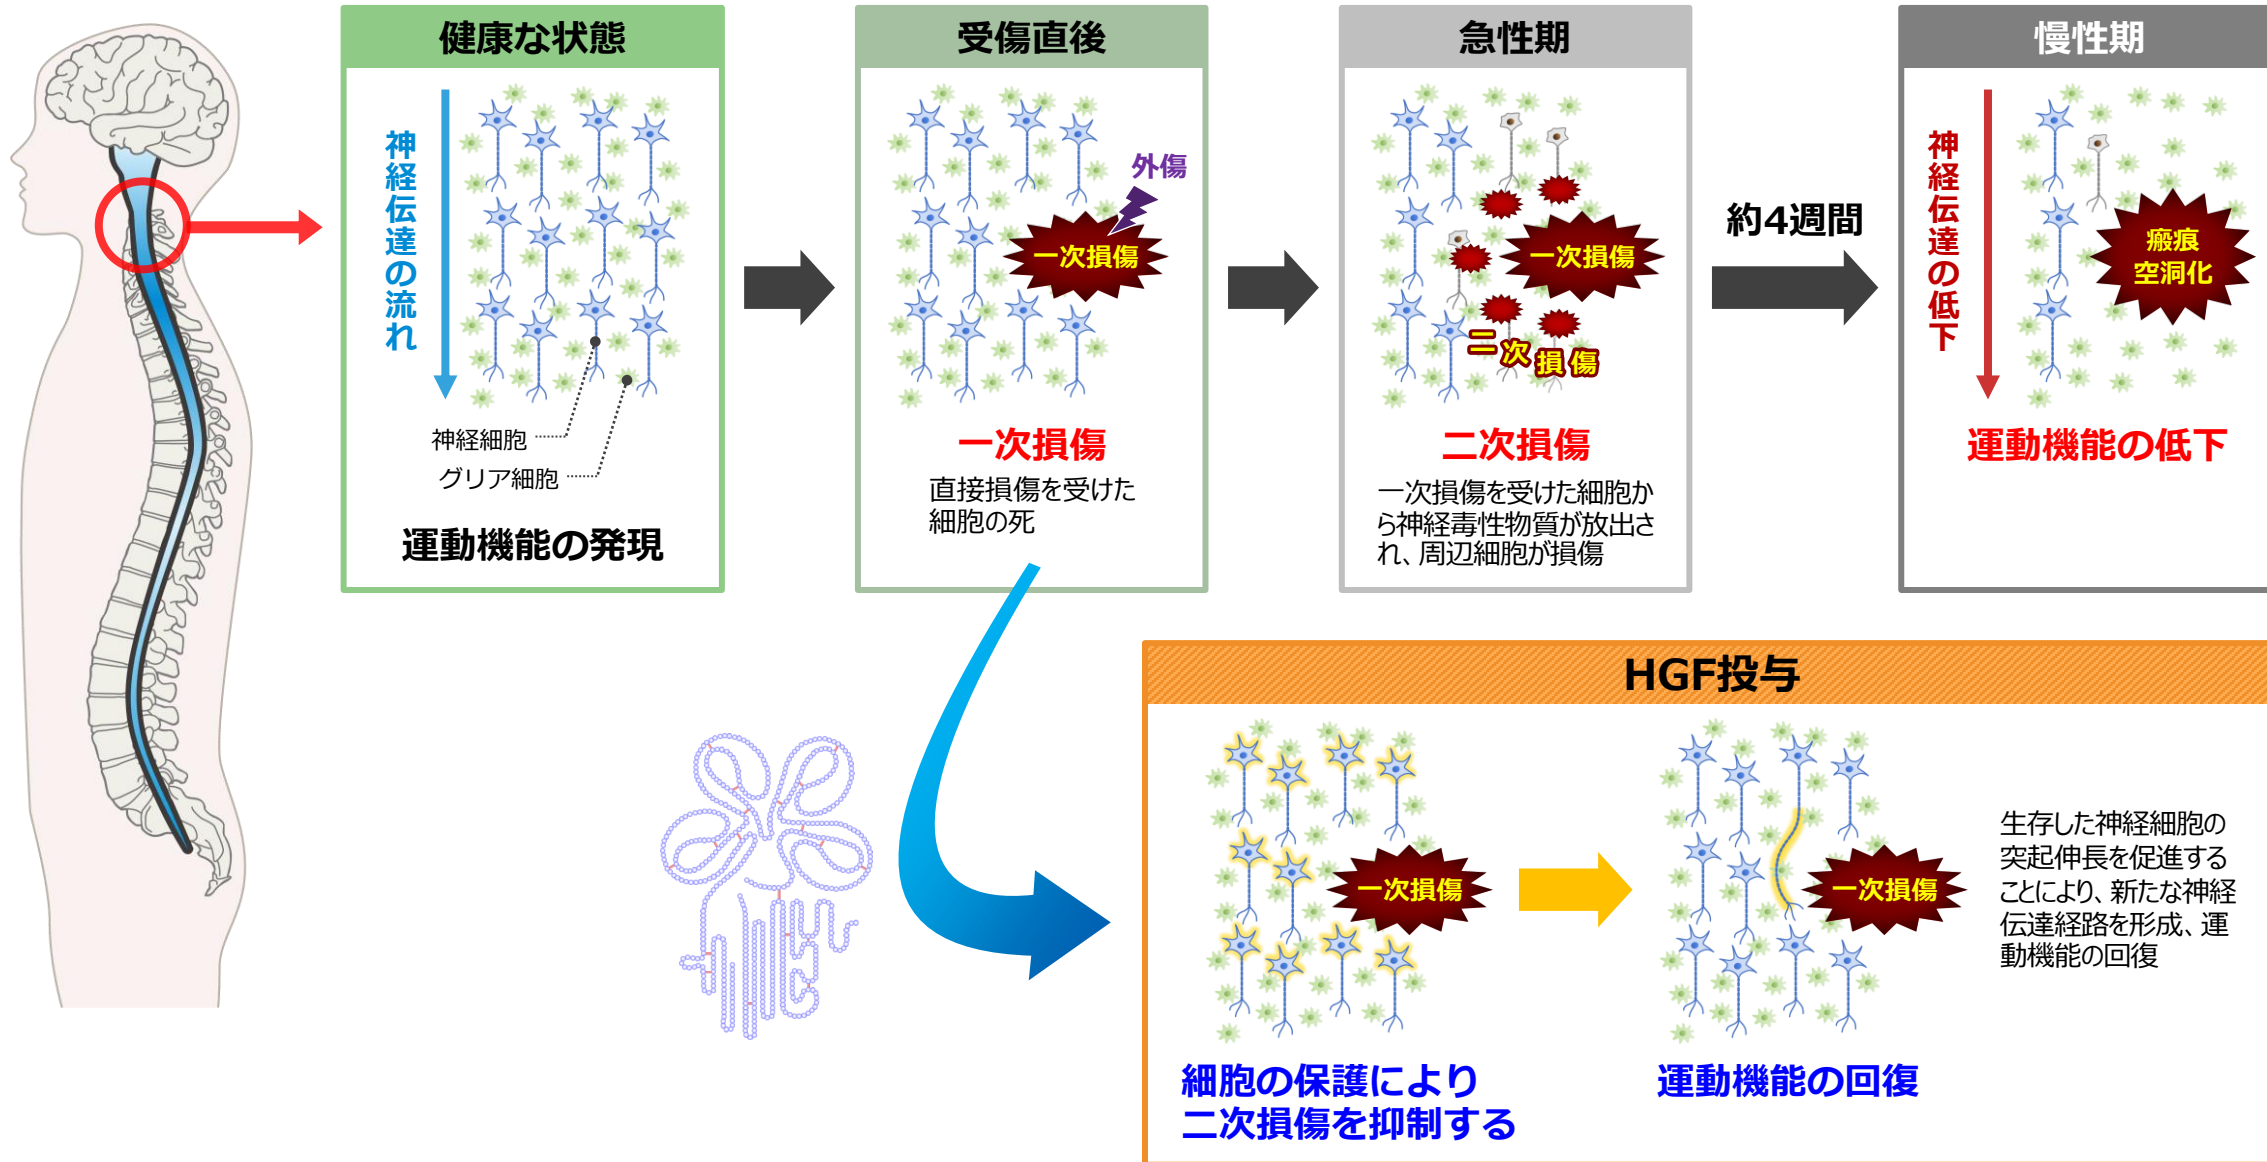 健康な状態
神経伝達の流れ
神経細胞
グリア細胞
運動機能の発現
受傷直後
外傷
一次損傷
一次損傷
直接損傷を受けた
細胞の死
急性期
一次損傷
二次損傷
二次損傷
一次損傷を受けた細胞か
ら神経毒性物質が放出さ
れ、周辺細胞が損傷
約4週間
慢性期
神経伝達の低下
瘢痕
空洞化
運動機能の低下
HGF投与
一次損傷
細胞の保護により
二次損傷を抑制する
一次損傷
運動機能の回復
生存した神経細胞の
突起伸長を促進する
ことにより、新たな神経
伝達経路を形成、運
動機能の回復